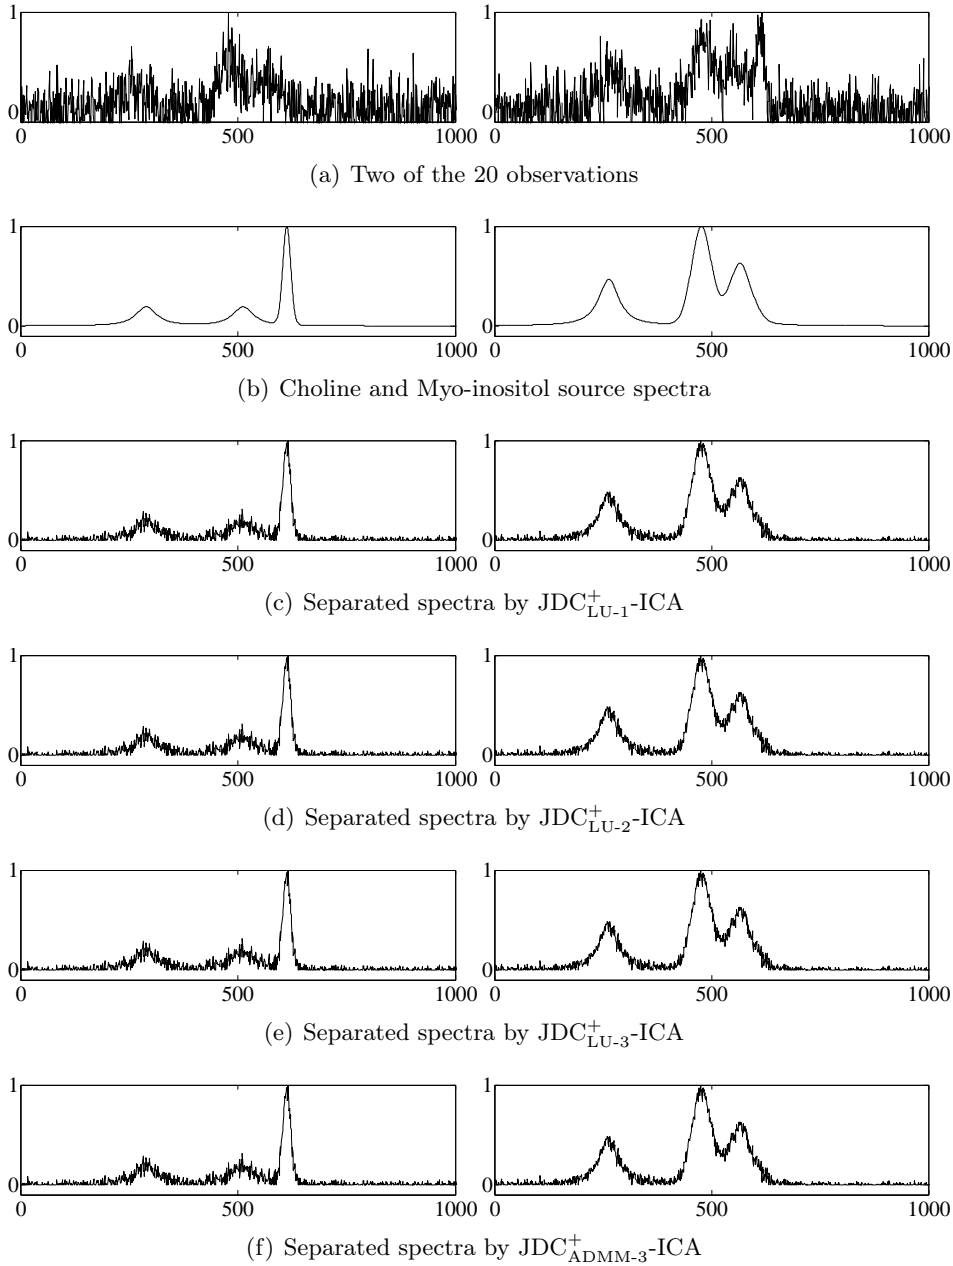 1
0
0 500 1000
1
0
0 500 1000
(a) Two of the 20 observations
1
0
0 500 1000
1
0
0 500 1000
(b) Choline and Myo-inositol source spectra
1
0
0 500 1000
1
0
0 500 1000
(c) Separated spectra by JDC⁺LU-1-ICA
1
0
0 500 1000
1
0
0 500 1000
(d) Separated spectra by JDC⁺LU-2-ICA
1
0
0 500 1000
1
0
0 500 1000
(e) Separated spectra by JDC⁺LU-3-ICA
1
0
0 500 1000
1
0
0 500 1000
(f) Separated spectra by JDC⁺ADMM-3-ICA